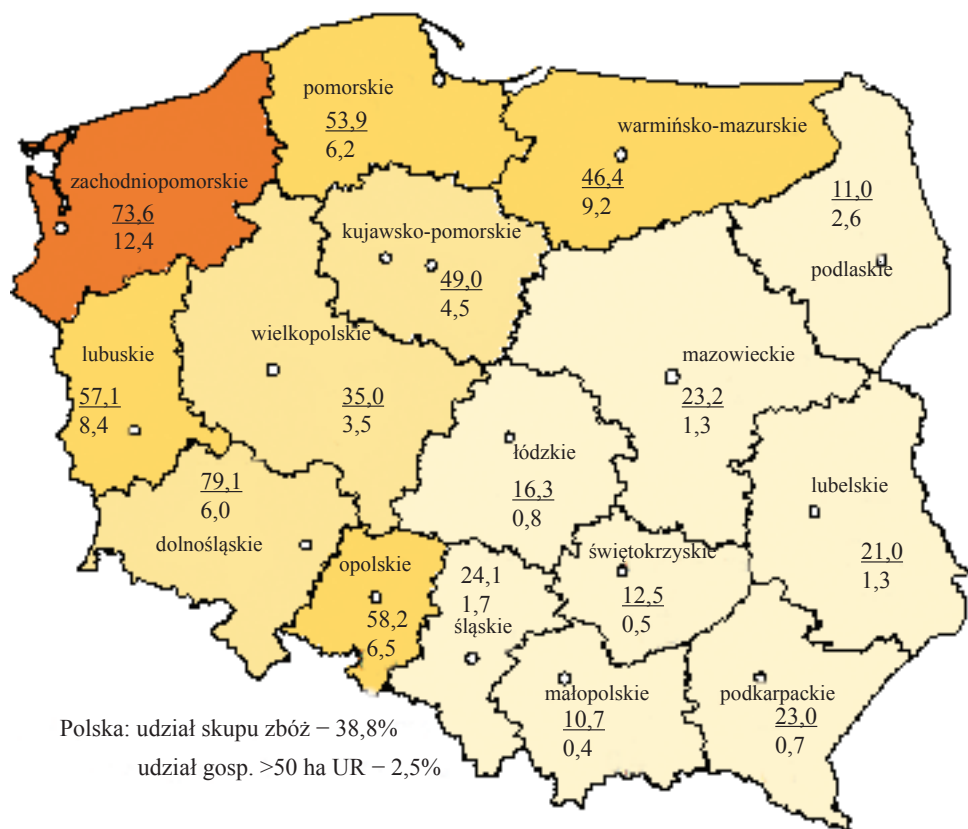 pomorskie
53,9
6,2
warmińsko-mazurskie
46,4
9,2
zachodniopomorskie
73,6
12,4
11,0
2,6
podlaskie
kujawsko-pomorskie
49,0
4,5
wielkopolskie
35,0
3,5
lubuskie
57,1
8,4
mazowieckie
23,2
1,3
łódzkie
16,3
0,8
lubelskie
21,0
1,3
79,1
6,0
dolnośląskie
opolskie
58,2
6,5
24,1
1,7
śląskie
świętokrzyskie
12,5
0,5
małopolskie
10,7
0,4
podkarpackie
23,0
0,7
Polska: udział skupu zbóż − 38,8%
udział gosp. >50 ha UR − 2,5%